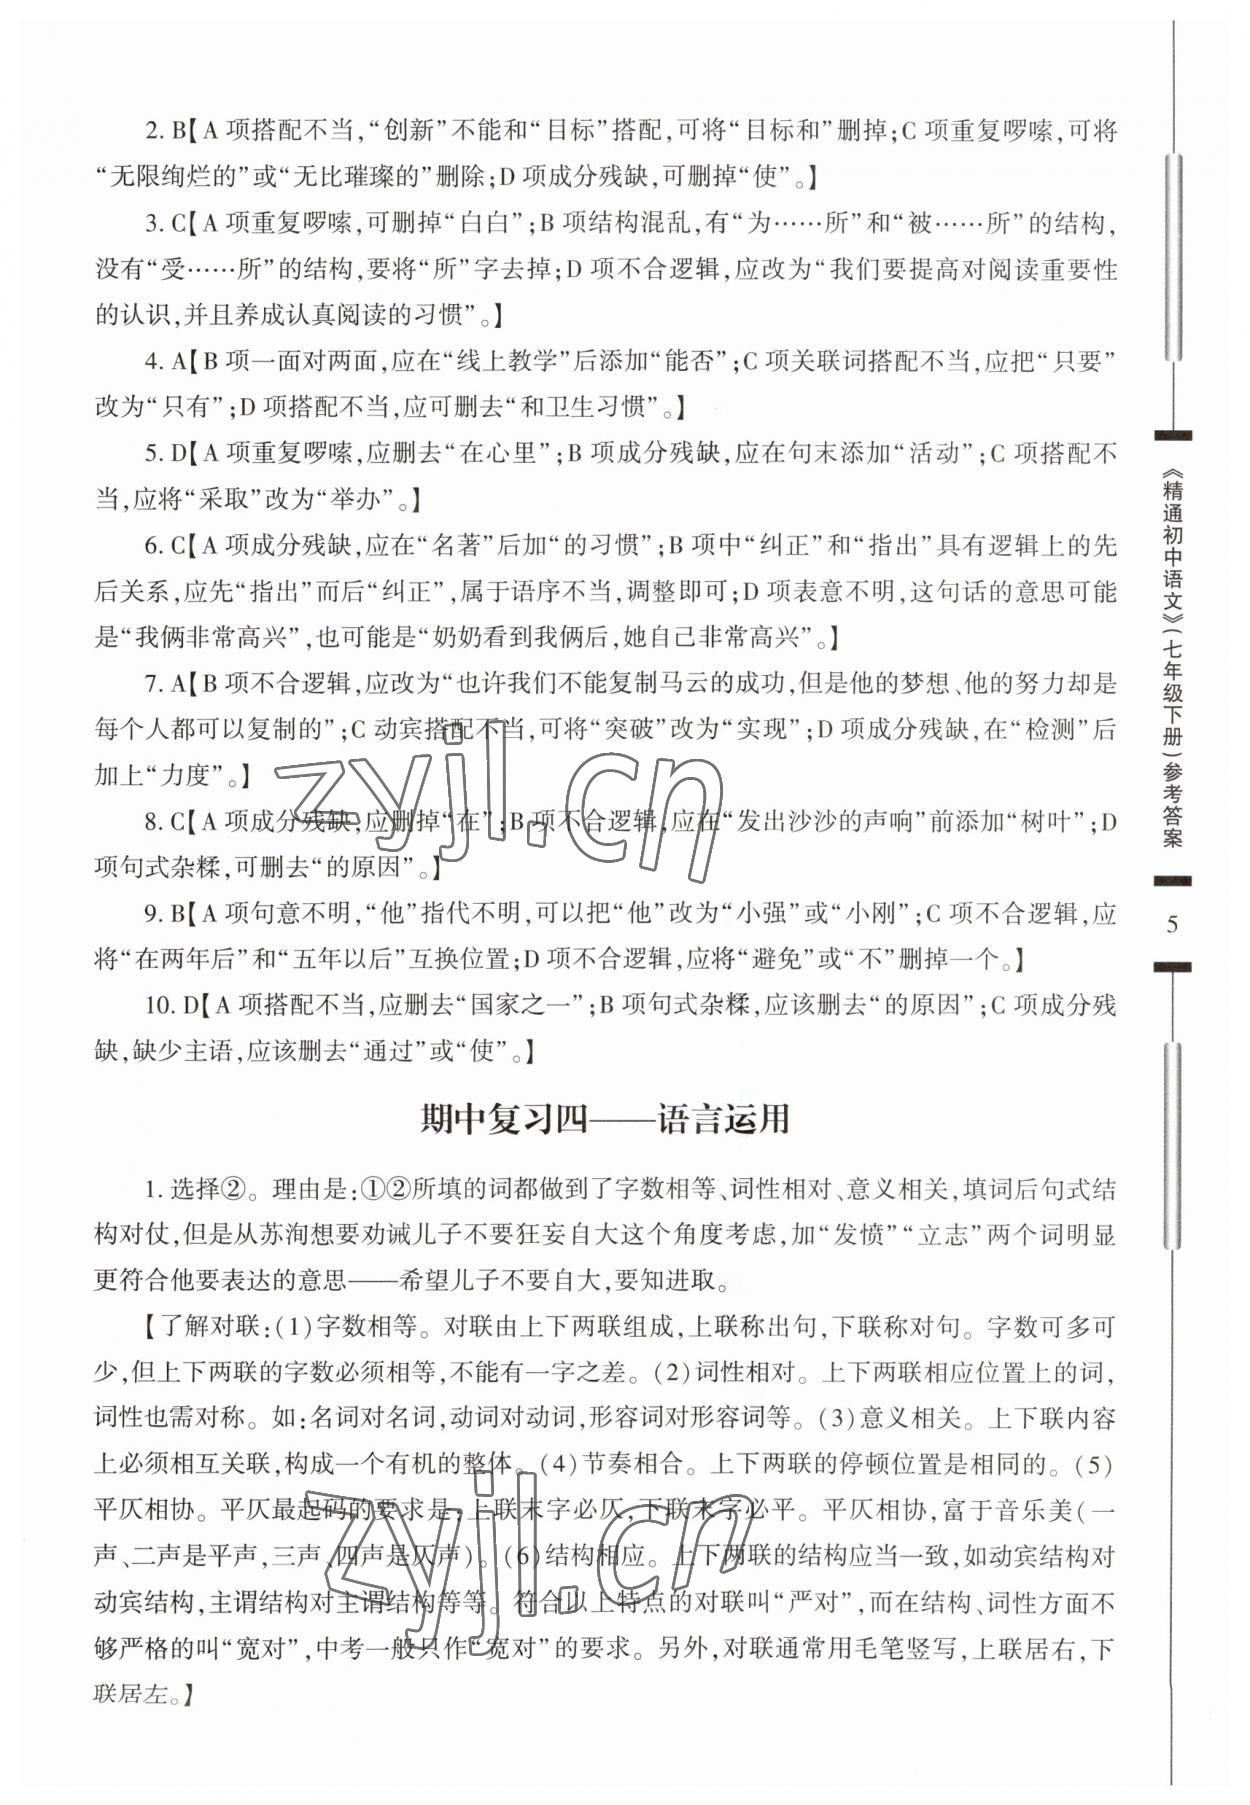 2. B【A 项搭配不当,“创新”不能和“目标”搭配,可将“目标和”删掉;C 项重复啰嗦,可将
“无限绚烂的”或“无比璀璨的”删除;D 项成分残缺,可删掉“使”。】
3. C【A 项重复啰嗦,可删掉“白白”;B 项结构混乱,有“为……所”和“被……所”的结构,
没有“受……所”的结构,要将“所”字去掉;D 项不合逻辑,应改为“我们要提高对阅读重要性
的认识,并且养成认真阅读的习惯”。】
4. A【B 项一面对两面,应在“线上教学”后添加“能否”;C 项关联词搭配不当,应把“只要”
改为“只有”;D 项搭配不当,应可删去“和卫生习惯”。】
5. D【A 项重复啰嗦,应删去“在心里”;B 项成分残缺,应在句末添加“活动”;C 项搭配不
当,应将“采取”改为“举办”。】
6. C【A 项成分残缺,应在“名著”后加“的习惯”;B 项中“纠正”和“指出”具有逻辑上的先
后关系,应先“指出”而后“纠正”,属于语序不当,调整即可;D 项表意不明,这句话的意思可能
是“我俩非常高兴”,也可能是“奶奶看到我俩后,她自己非常高兴”。】
7. A【B 项不合逻辑,应改为“也许我们不能复制马云的成功,但是他的梦想、他的努力却是
每个人都可以复制的”;C 动宾搭配不当,可将“突破”改为“实现”;D 项成分残缺,在“检测”后
加上“力度”。】
8. C【A 项成分残缺,应删掉“在”;B 项不合逻辑,应在“发出沙沙的声响”前添加“树叶”;D
项句式杂糅,可删去“的原因”。】
9. B【A 项句意不明,“他”指代不明,可以把“他”改为“小强”或“小刚”;C 项不合逻辑,应
将“在两年后”和“五年以后”互换位置;D 项不合逻辑,应将“避免”或“不”删掉一个。】
10. D【A 项搭配不当,应删去“国家之一”;B 项句式杂糅,应该删去“的原因”;C 项成分残
缺,缺少主语,应该删去“通过”或“使”。】
期中复习四——语言运用
1. 选择②。理由是:①②所填的词都做到了字数相等、词性相对、意义相关,填词后句式结
构对仗,但是从苏洵想要劝诫儿子不要狂妄自大这个角度考虑,加“发愤”“立志”两个词明显
更符合他要表达的意思——希望儿子不要自大,要知进取。
【了解对联:(1)字数相等。对联由上下两联组成,上联称出句,下联称对句。字数可多可
少,但上下两联的字数必须相等,不能有一字之差。(2)词性相对。上下两联相应位置上的词,
词性也需对称。如:名词对名词,动词对动词,形容词对形容词等。(3)意义相关。上下联内容
上必须相互关联,构成一个有机的整体。(4)节奏相合。上下两联的停顿位置是相同的。(5)
平仄相协。平仄最起码的要求是:上联末字必仄,下联末字必平。平仄相协,富于音乐美(一
声、二声是平声,三声、四声是仄声)。(6)结构相应。上下两联的结构应当一致,如动宾结构对
动宾结构,主谓结构对主谓结构等等。符合以上特点的对联叫“严对”,而在结构、词性方面不
够严格的叫“宽对”,中考一般只作“宽对”的要求。另外,对联通常用毛笔竖写,上联居右,下
联居左。】
《精通初中语文》(七年级下册)参考答案
5
zyjl.cn
zyjl.cn